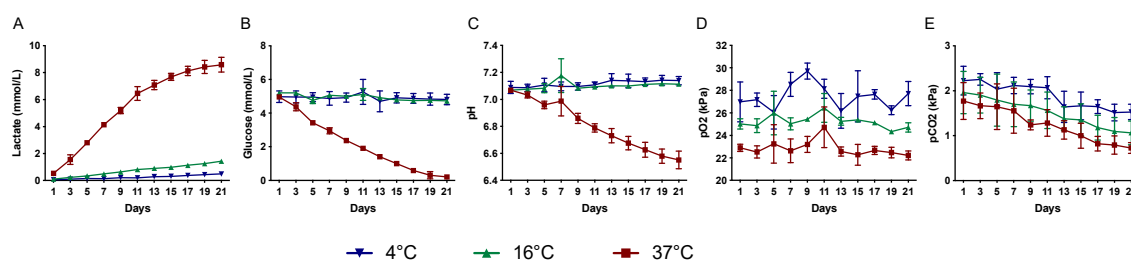 A
Lactate (mmol/L)
10
8
6
4
2
0
1 3 5 7 9 11 13 15 17 19 21
Days
B
Glucose (mmol/L)
8
6
4
2
0
1 3 5 7 9 11 13 15 17 19 21
Days
C
pH
7.4
7.2
7.0
6.8
6.6
6.4
1 3 5 7 9 11 13 15 17 19 21
Days
D
pO2 (kPa)
32
30
28
26
24
22
20
1 3 5 7 9 11 13 15 17 19 21
Days
E
pCO2 (kPa)
3
2
1
0
1 3 5 7 9 11 13 15 17 19 21
Days
4°C 16°C 37°C